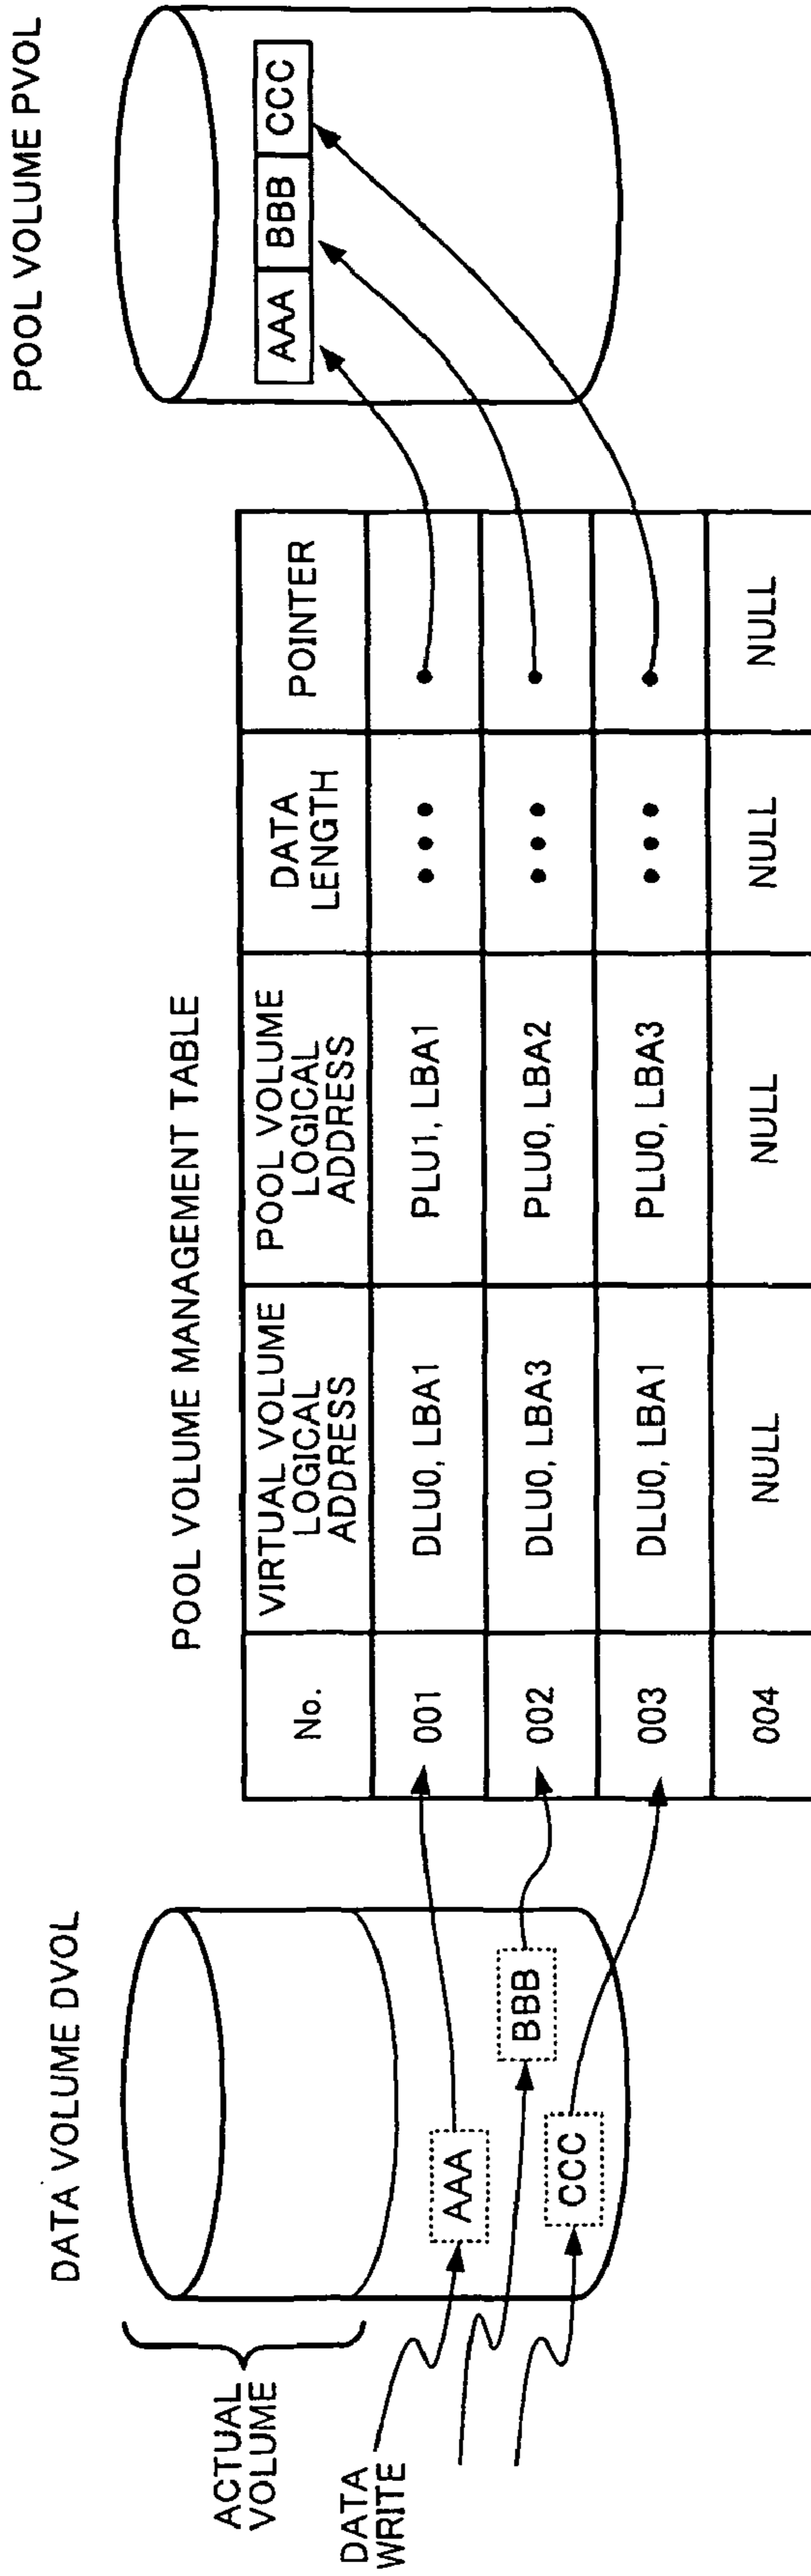 DATA VOLUME DVOL
ACTUAL
VOLUME
DATA
WRITE
AAA
BBB
CCC
POOL VOLUME MANAGEMENT TABLE
No.
VIRTUAL VOLUME
LOGICAL
ADDRESS
POOL VOLUME
LOGICAL
ADDRESS
DATA
LENGTH
POINTER
001
DLU0, LBA1
PLU1, LBA1
•••
002
DLU0, LBA3
PLU0, LBA2
•••
003
DLU0, LBA1
PLU0, LBA3
•••
004
NULL
NULL
NULL
NULL
POOL VOLUME PVOL
AAA
BBB
CCC